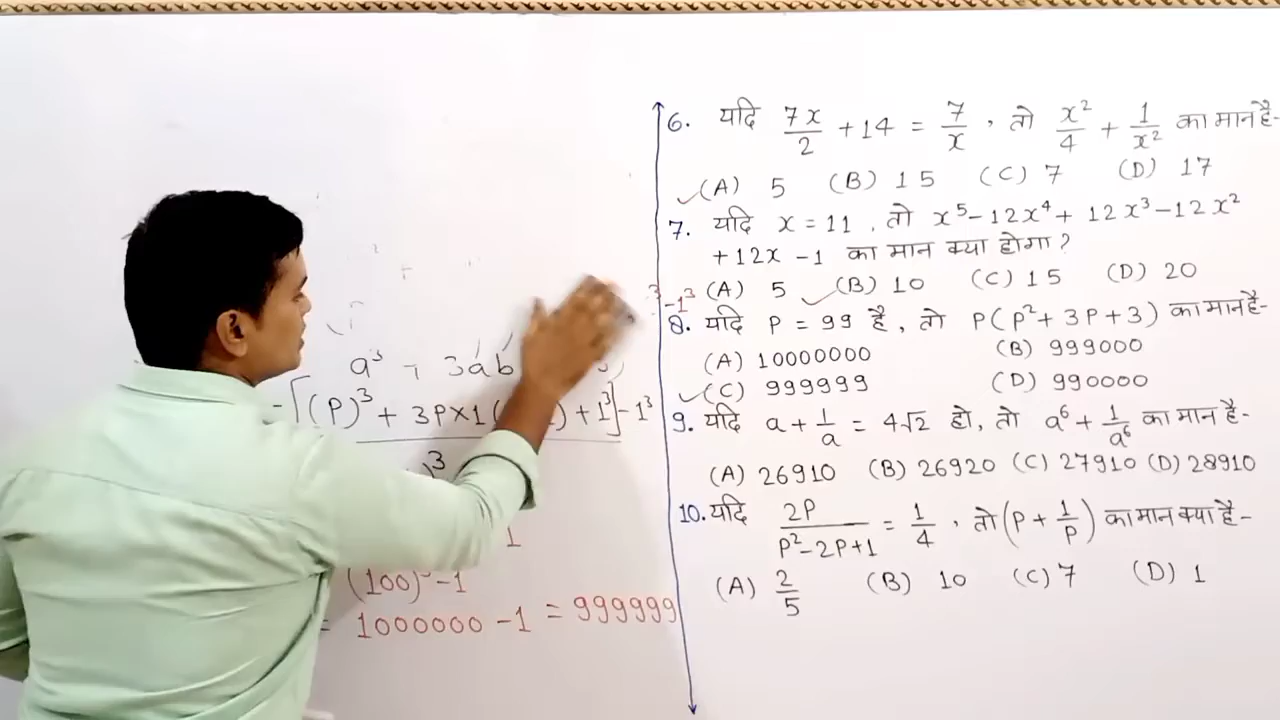 a³ + 3ab
= [(P)³ + 3P×1( ) + 1³] - 1³
)³
1
(100)³ - 1
= 1000000 - 1 = 999999
³ - 1³
6. यदि 7x/2 + 14 = 7/x , तो x²/4 + 1/x² का मान है-
(A) 5 (B) 15 (C) 7 (D) 17
7. यदि x = 11 , तो x⁵ - 12x⁴ + 12x³ - 12x²
+ 12x - 1 का मान क्या होगा ?
(A) 5 (B) 10 (C) 15 (D) 20
8. यदि P = 99 है , तो P(P² + 3P + 3) का मान है-
(A) 10000000 (B) 999000
(C) 999999 (D) 990000
9. यदि a + 1/a = 4√2 हो, तो a⁶ + 1/a⁶ का मान है-
(A) 26910 (B) 26920 (C) 27910 (D) 28910
10. यदि 2P/(P² - 2P + 1) = 1/4 , तो (P + 1/P) का मान क्या है-
(A) 2/5 (B) 10 (C) 7 (D) 1